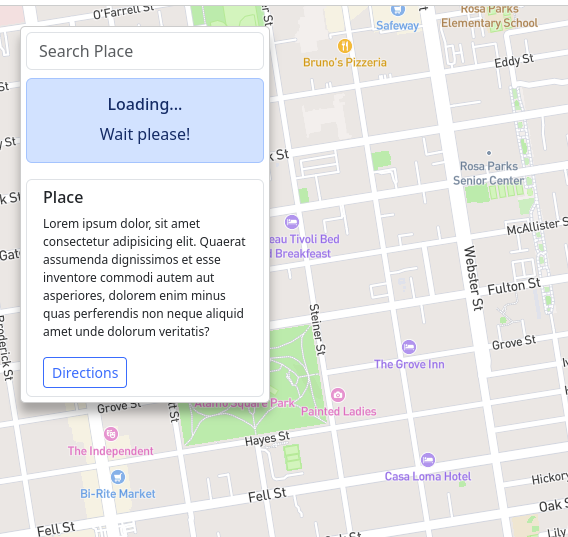 O'Farrell St
Rosa Parks
Elementary School
Safeway
Search Place
Bruno's Pizzeria
Eddy St
Loading...
Wait please!
Rosa Parks
Senior Center
Place
Lorem ipsum dolor, sit amet
consectetur adipisicing elit. Quaerat
assumenda dignissimos et esse
inventore commodi autem aut
asperiores, dolorem enim minus
quas perferendis non neque aliquid
amet unde dolorum veritatis?
Directions
eau Tivoli Bed
d Breakfeast
McAllister S
Webster St
Fulton St
Steiner St
Grove St
The Grove Inn
Broderick St
Alamo Square Park
Painted Ladies
Grove St
Hayes St
The Independent
Casa Loma Hotel
Bi-Rite Market
Hickory
Fell St
Oak S
Fell St
Lily